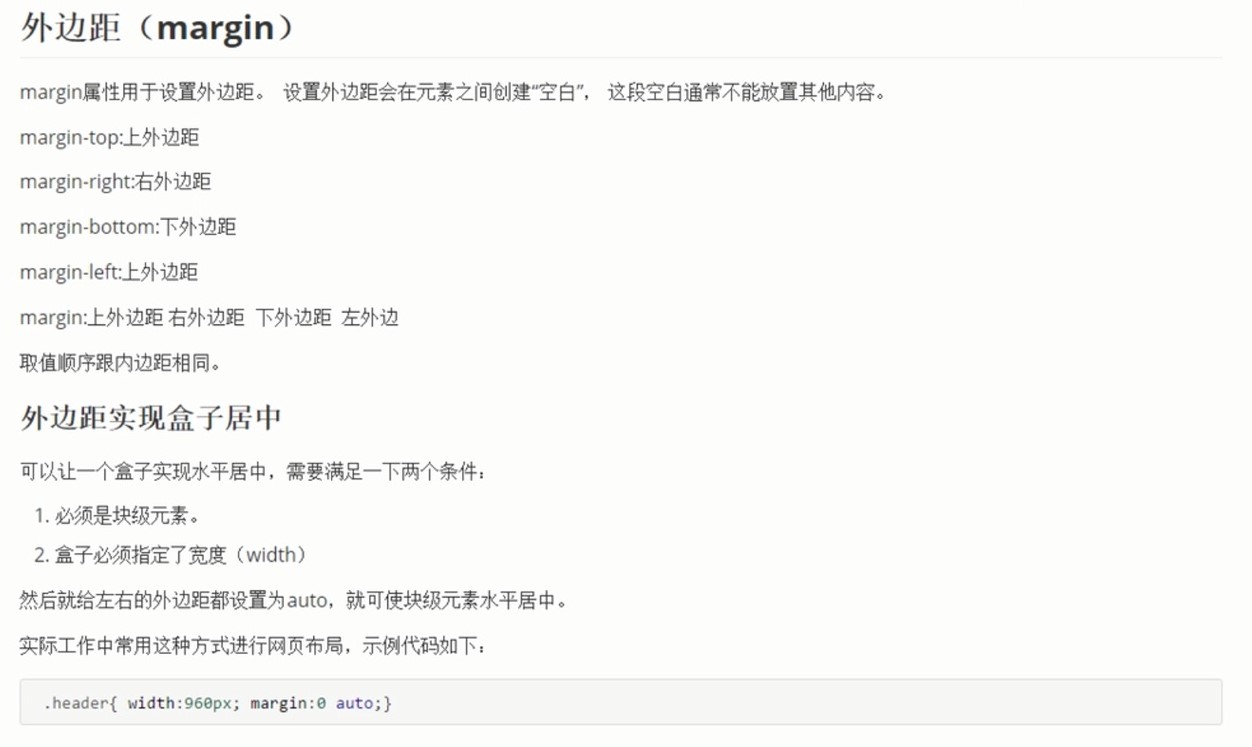 外边距（margin）
margin属性用于设置外边距。 设置外边距会在元素之间创建“空白”， 这段空白通常不能放置其他内容。
margin-top:上外边距
margin-right:右外边距
margin-bottom:下外边距
margin-left:上外边距
margin:上外边距 右外边距 下外边距 左外边
取值顺序跟内边距相同。
外边距实现盒子居中
可以让一个盒子实现水平居中，需要满足一下两个条件：
1. 必须是块级元素。
2. 盒子必须指定了宽度（width）
然后就给左右的外边距都设置为auto，就可使块级元素水平居中。
实际工作中常用这种方式进行网页布局，示例代码如下：
.header{ width:960px; margin:0 auto;}